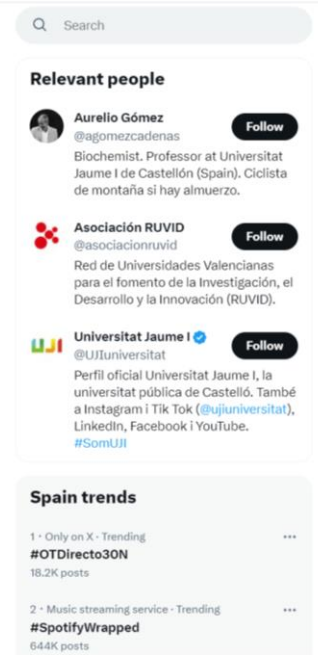 Search
Relevant people
Aurelio Gómez
@agomezcadenas
Follow
Biochemist. Professor at Universitat
Jaume I de Castellón (Spain). Ciclista
de montaña si hay almuerzo.
Asociación RUVID
@asociacionruvid
Follow
Red de Universidades Valencianas
para el fomento de la Investigación, el
Desarrollo y la Innovación (RUVID).
UJI
Universitat Jaume I
@UJIuniversitat
Follow
Perfil oficial Universitat Jaume I, la
universitat pública de Castelló. També
a Instagram i Tik Tok (@ujiuniversitat),
LinkedIn, Facebook i YouTube.
#SomUJI
Spain trends
1 · Only on X · Trending
#OTDirecto30N
18.2K posts
2 · Music streaming service · Trending
#SpotifyWrapped
644K posts